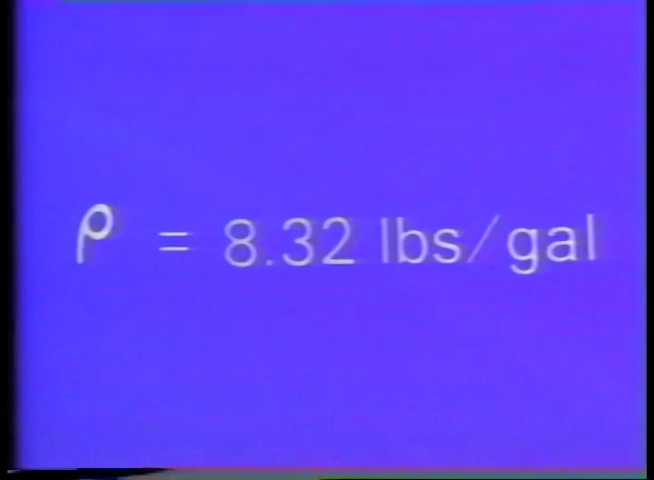 ρ = 8.32 lbs/gal